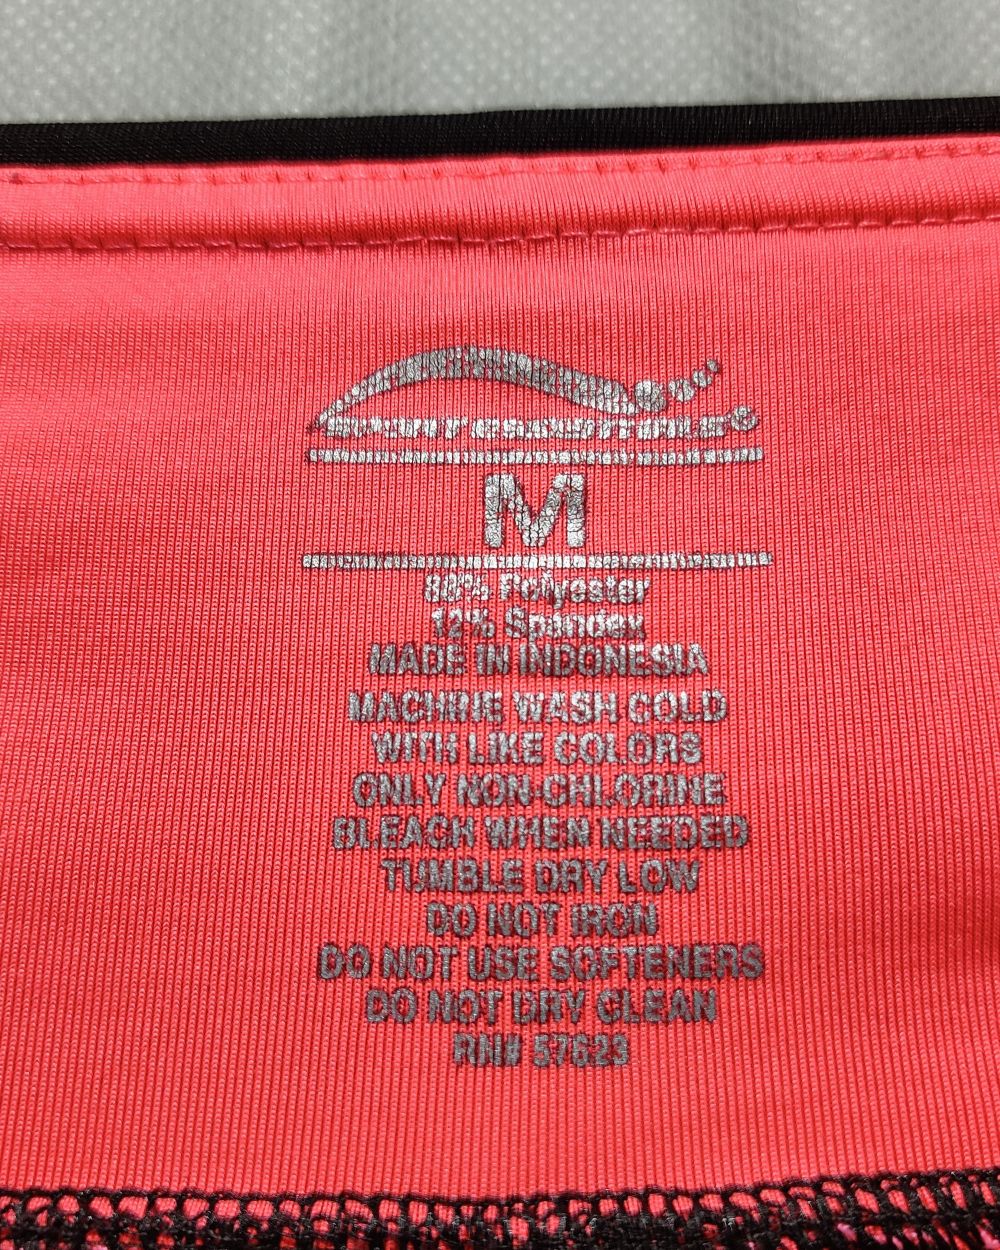 M
88% Polyester
12% Spandex
MADE IN INDONESIA
MACHINE WASH COLD
WITH LIKE COLORS
ONLY NON-CHLORINE
BLEACH WHEN NEEDED
TUMBLE DRY LOW
DO NOT IRON
DO NOT USE SOFTENERS
DO NOT DRY CLEAN
RN# 57623